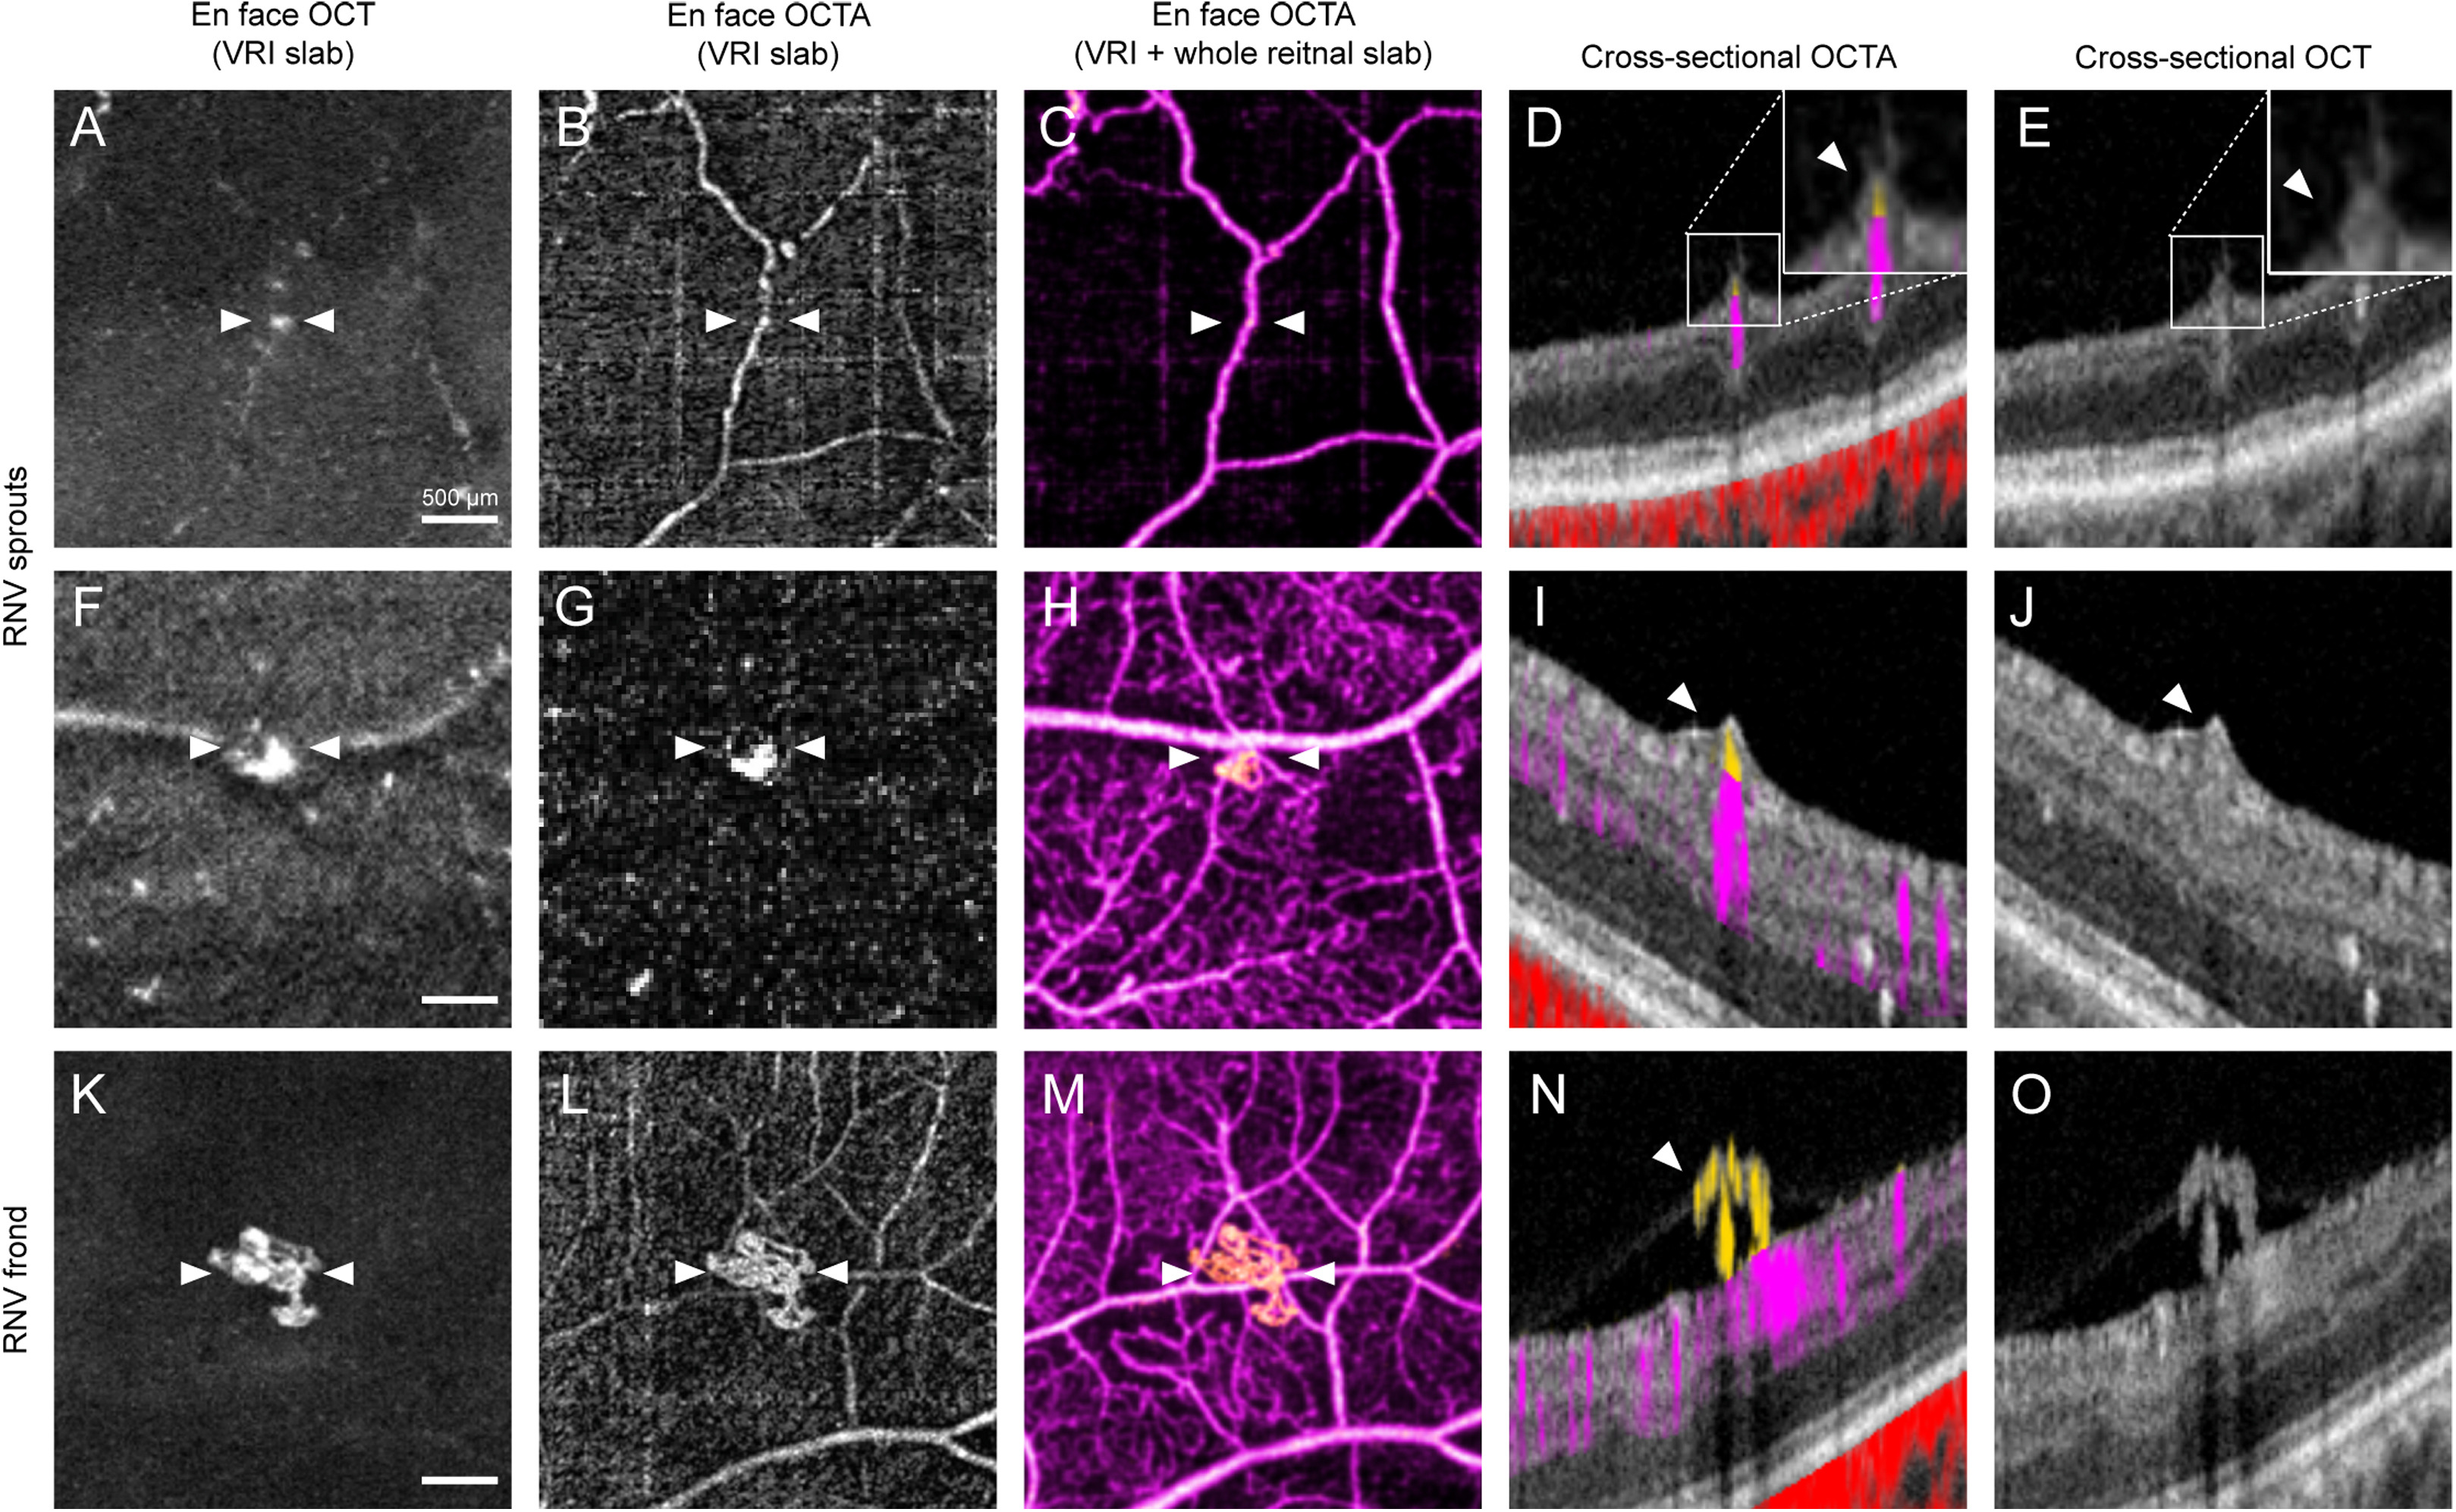 En face OCT
(VRI slab)
En face OCTA
(VRI slab)
En face OCTA
(VRI + whole reitnal slab)
Cross-sectional OCTA
Cross-sectional OCT
RNV sprouts
A
500 µm
B
C
D
E
F
G
H
I
J
RNV frond
K
L
M
N
O